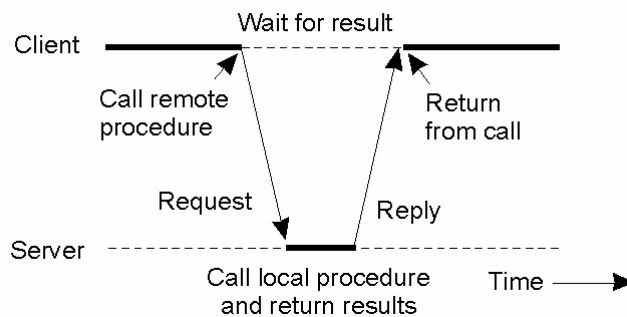 Wait for result
Client
Call remote
procedure
Return
from call
Request
Reply
Server
Call local procedure
and return results
Time